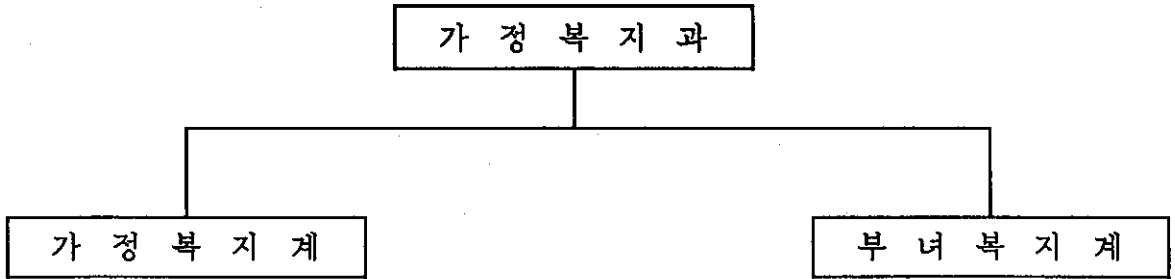 가 정 복 지 과
가 정 복 지 계
부 녀 복 지 계